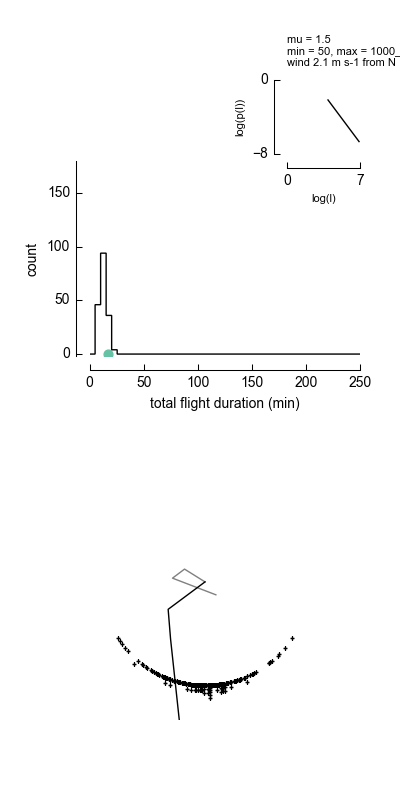 mu = 1.5
min = 50, max = 1000_
wind 2.1 m s-1 from N
0
log(p(l))
−8
0 7
log(l)
150
100
count
50
0
0 50 100 150 200 250
total flight duration (min)